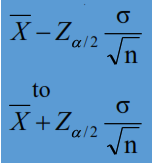 X̅ − Z_{α/2} σ/√n
to
X̅ + Z_{α/2} σ/√n